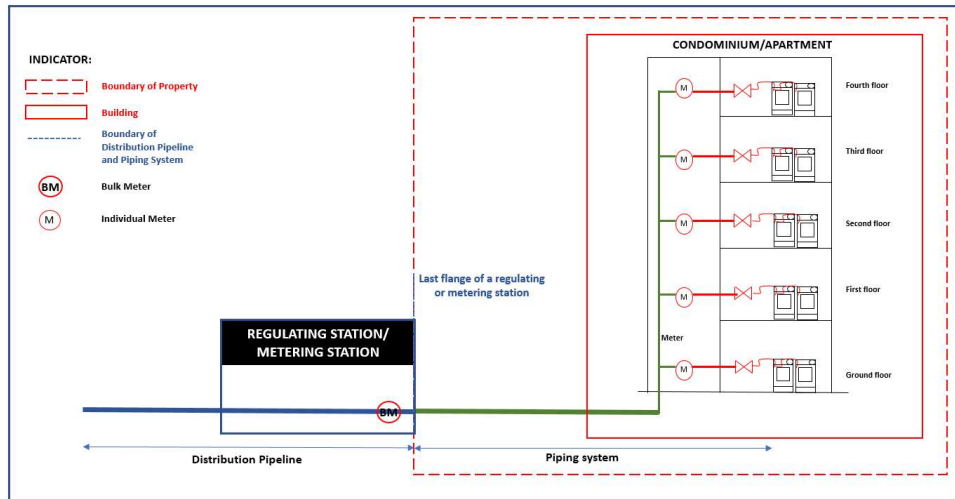 CONDOMINIUM/APARTMENT
INDICATOR:
Boundary of Property
Building
Boundary of
Distribution Pipeline
and Piping System
BM
Bulk Meter
M
Individual Meter
M
Fourth floor
M
Third floor
M
Second floor
Last flange of a regulating
or metering station
M
First floor
REGULATING STATION/
METERING STATION
Meter
M
Ground floor
BM
Distribution Pipeline
Piping system